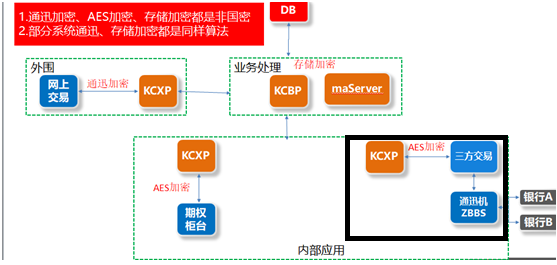 1.通迅加密、AES加密、存储加密都是非国密
2.部分系统通迅、存储加密都是同样算法
DB
外围
网上
交易
通迅加密
KCXP
业务处理
存储加密
KCBP
maServer
KCXP
AES加密
期权
柜台
KCXP
AES加密
三方交易
通迅机
ZBBS
银行A
银行B
内部应用